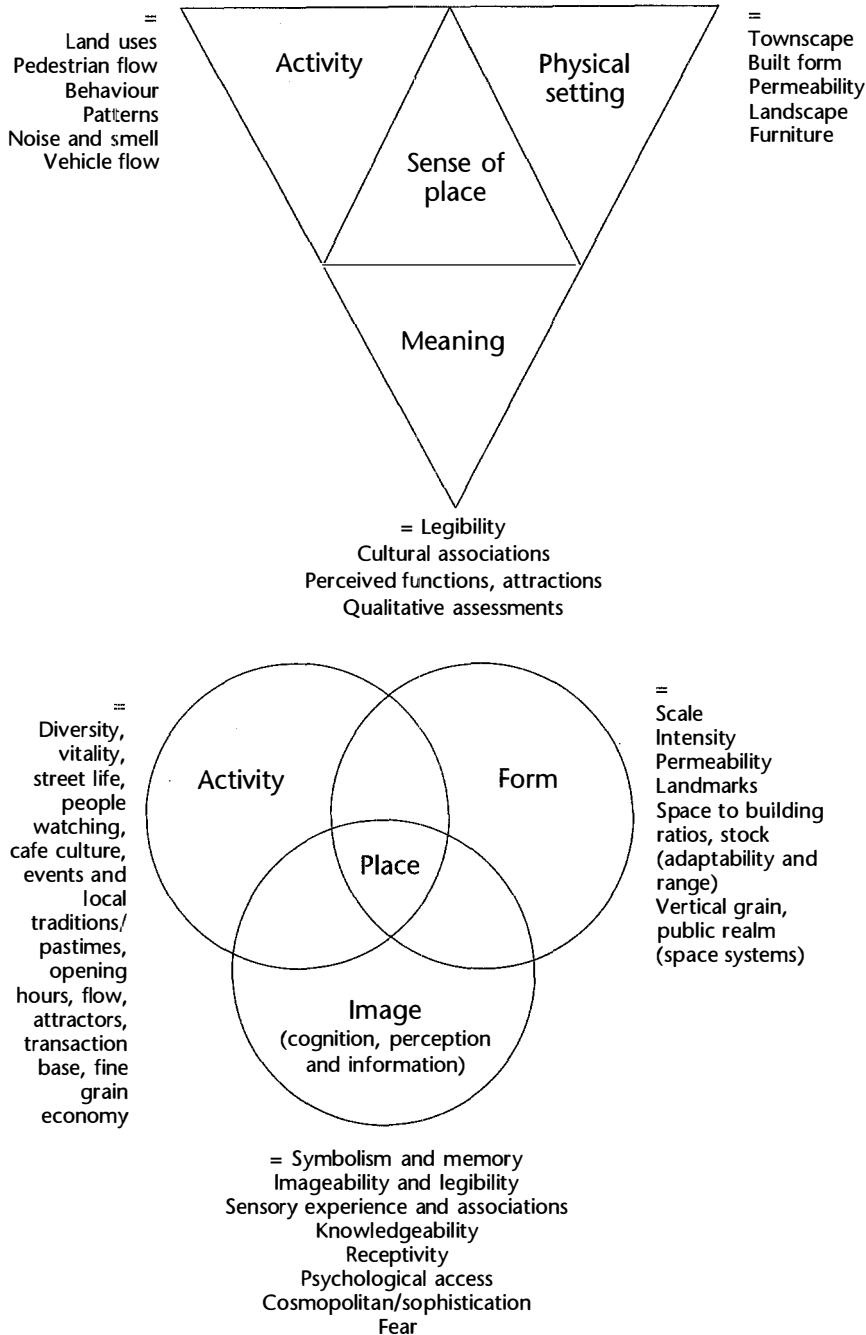 =
Land uses
Pedestrian flow
Behaviour
Patterns
Noise and smell
Vehicle flow
Activity
Physical
setting
=
Townscape
Built form
Permeability
Landscape
Furniture
Sense of
place
Meaning
= Legibility
Cultural associations
Perceived functions, attractions
Qualitative assessments
=
Diversity,
vitality,
street life,
people
watching,
cafe culture,
events and
local
traditions/
pastimes,
opening
hours, flow,
attractors,
transaction
base, fine
grain
economy
Activity
Form
Place
Image
(cognition, perception
and information)
=
Scale
Intensity
Permeability
Landmarks
Space to building
ratios, stock
(adaptability and
range)
Vertical grain,
public realm
(space systems)
= Symbolism and memory
Imageability and legibility
Sensory experience and associations
Knowledgeability
Receptivity
Psychological access
Cosmopolitan/sophistication
Fear